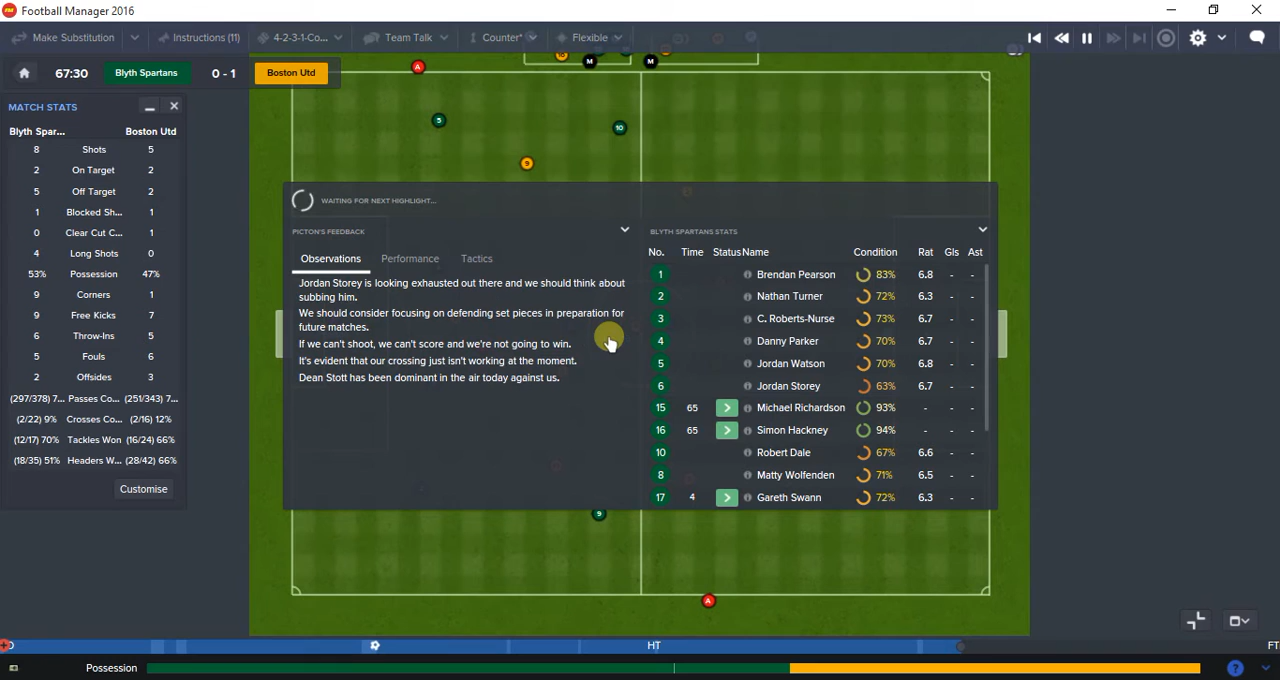 Football Manager 2016
Make Substitution
Instructions (11)
4-2-3-1-Co...
Team Talk
Counter*
Flexible
67:30
Blyth Spartans
0 - 1
Boston Utd
MATCH STATS
Blyth Spar... Boston Utd
8 Shots 5
2 On Target 2
5 Off Target 2
1 Blocked Sh... 1
0 Clear Cut C... 1
4 Long Shots 0
53% Possession 47%
9 Corners 1
9 Free Kicks 7
6 Throw-Ins 5
5 Fouls 6
2 Offsides 3
(297/378) 7... Passes Co... (251/343) 7...
(2/22) 9% Crosses Co... (2/16) 12%
(12/17) 70% Tackles Won (16/24) 66%
(18/35) 51% Headers W... (28/42) 66%
Customise
A
M
M
5
10
9
WAITING FOR NEXT HIGHLIGHT...
PICTON'S FEEDBACK
Observations Performance Tactics
Jordan Storey is looking exhausted out there and we should think about
subbing him.
We should consider focusing on defending set pieces in preparation for
future matches.
If we can't shoot, we can't score and we're not going to win.
It's evident that our crossing just isn't working at the moment.
Dean Stott has been dominant in the air today against us.
BLYTH SPARTANS STATS
No. Time Status Name Condition Rat Gls Ast
1 Brendan Pearson 83% 6.8 - -
2 Nathan Turner 72% 6.3 - -
3 C. Roberts-Nurse 73% 6.7 - -
4 Danny Parker 70% 6.7 - -
5 Jordan Watson 70% 6.8 - -
6 Jordan Storey 63% 6.7 - -
15 65 Michael Richardson 93% - - -
16 65 Simon Hackney 94% - - -
10 Robert Dale 67% 6.6 - -
8 Matty Wolfenden 71% 6.5 - -
17 4 Gareth Swann 72% 6.3 - -
9
A
HT
FT
Possession
?